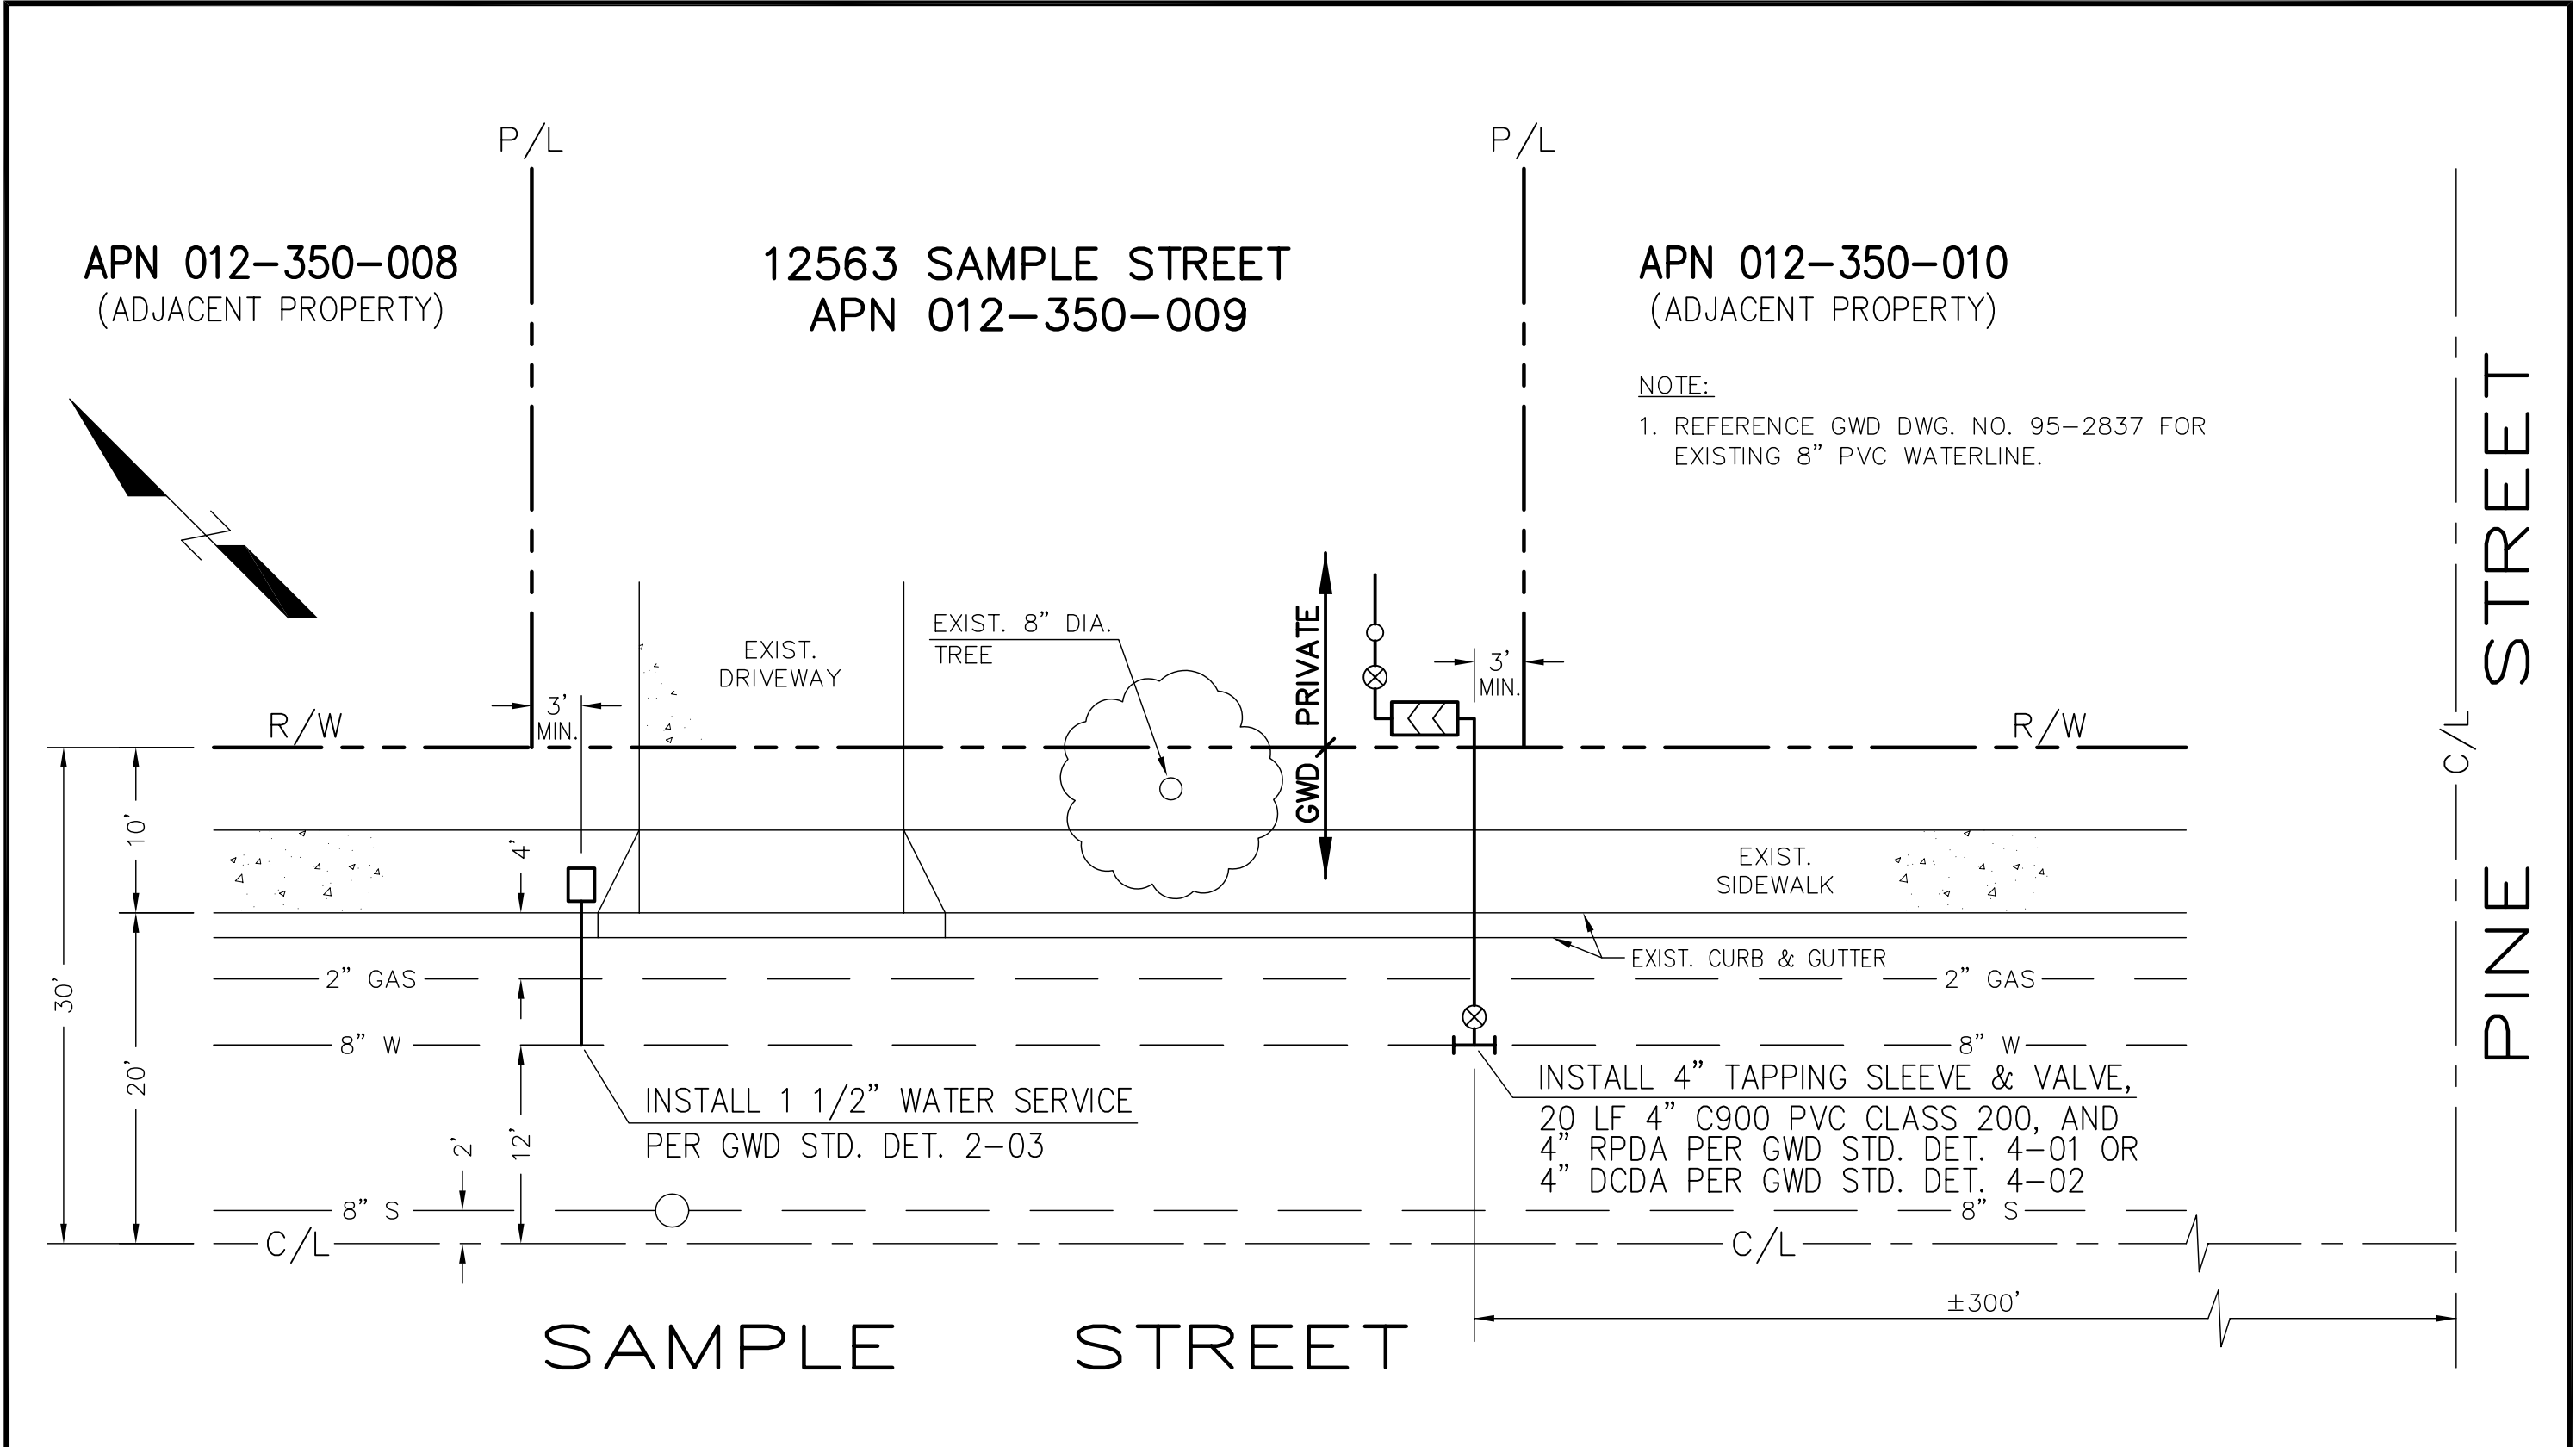 P/L
P/L
APN 012-350-008
(ADJACENT PROPERTY)
12563 SAMPLE STREET
APN 012-350-009
APN 012-350-010
(ADJACENT PROPERTY)
NOTE:
1. REFERENCE GWD DWG. NO. 95-2837 FOR
EXISTING 8" PVC WATERLINE.
EXIST. 8" DIA.
TREE
EXIST.
DRIVEWAY
PRIVATE
GWD
3'
MIN.
3'
MIN.
R/W
R/W
C/L
PINE STREET
10'
4'
30'
20'
EXIST.
SIDEWALK
EXIST. CURB & GUTTER
2" GAS
2" GAS
8" W
8" W
INSTALL 1 1/2" WATER SERVICE
PER GWD STD. DET. 2-03
INSTALL 4" TAPPING SLEEVE & VALVE,
20 LF 4" C900 PVC CLASS 200, AND
4" RPDA PER GWD STD. DET. 4-01 OR
4" DCDA PER GWD STD. DET. 4-02
2'
12'
8" S
8" S
C/L
C/L
±300'
SAMPLE STREET